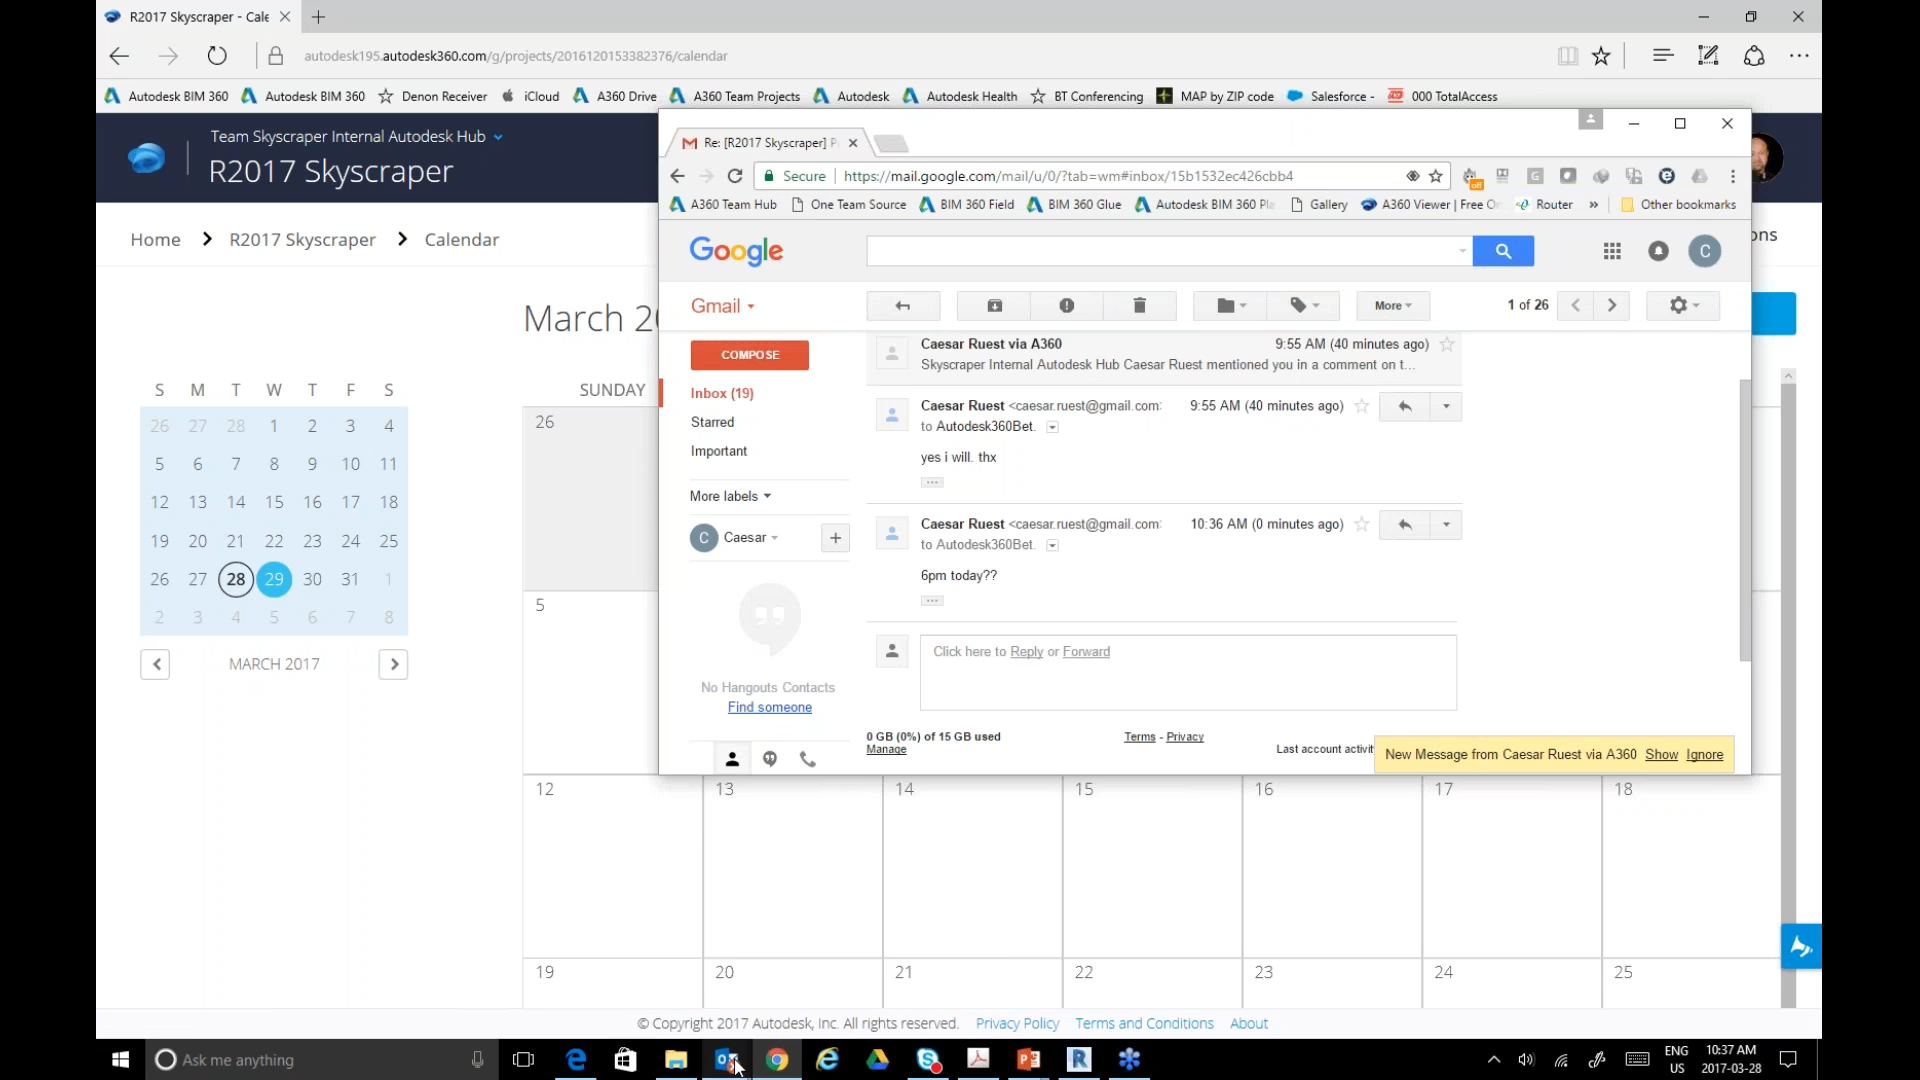 R2017 Skyscraper - Cale
autodesk195.autodesk360.com/g/projects/2016120153382376/calendar
Autodesk BIM 360 Autodesk BIM 360 Denon Receiver iCloud A360 Drive A360 Team Projects Autodesk Autodesk Health BT Conferencing MAP by ZIP code Salesforce - 000 TotalAccess
Team Skyscraper Internal Autodesk Hub
R2017 Skyscraper
Home R2017 Skyscraper Calendar
ons
March 20
S M T W T F S
26 27 28 1 2 3 4
5 6 7 8 9 10 11
12 13 14 15 16 17 18
19 20 21 22 23 24 25
26 27 28 29 30 31 1
2 3 4 5 6 7 8
MARCH 2017
SUNDAY
26
5
12 13 14 15 16 17 18
19 20 21 22 23 24 25
Re: [R2017 Skyscraper] P
Secure https://mail.google.com/mail/u/0/?tab=wm#inbox/15b1532ec426cbb4
off
A360 Team Hub One Team Source BIM 360 Field BIM 360 Glue Autodesk BIM 360 Pla Gallery A360 Viewer | Free O Router » Other bookmarks
Google
C
Gmail
More
1 of 26
COMPOSE
Inbox (19)
Starred
Important
More labels
C Caesar
No Hangouts Contacts
Find someone
Caesar Ruest via A360 9:55 AM (40 minutes ago)
Skyscraper Internal Autodesk Hub Caesar Ruest mentioned you in a comment on t...
Caesar Ruest <caesar.ruest@gmail.com> 9:55 AM (40 minutes ago)
to Autodesk360Bet.
yes i will. thx
...
Caesar Ruest <caesar.ruest@gmail.com> 10:36 AM (0 minutes ago)
to Autodesk360Bet.
6pm today??
...
Click here to Reply or Forward
0 GB (0%) of 15 GB used
Manage
Terms - Privacy
Last account activit
New Message from Caesar Ruest via A360 Show Ignore
© Copyright 2017 Autodesk, Inc. All rights reserved. Privacy Policy Terms and Conditions About
Ask me anything
ENG
US
10:37 AM
2017-03-28